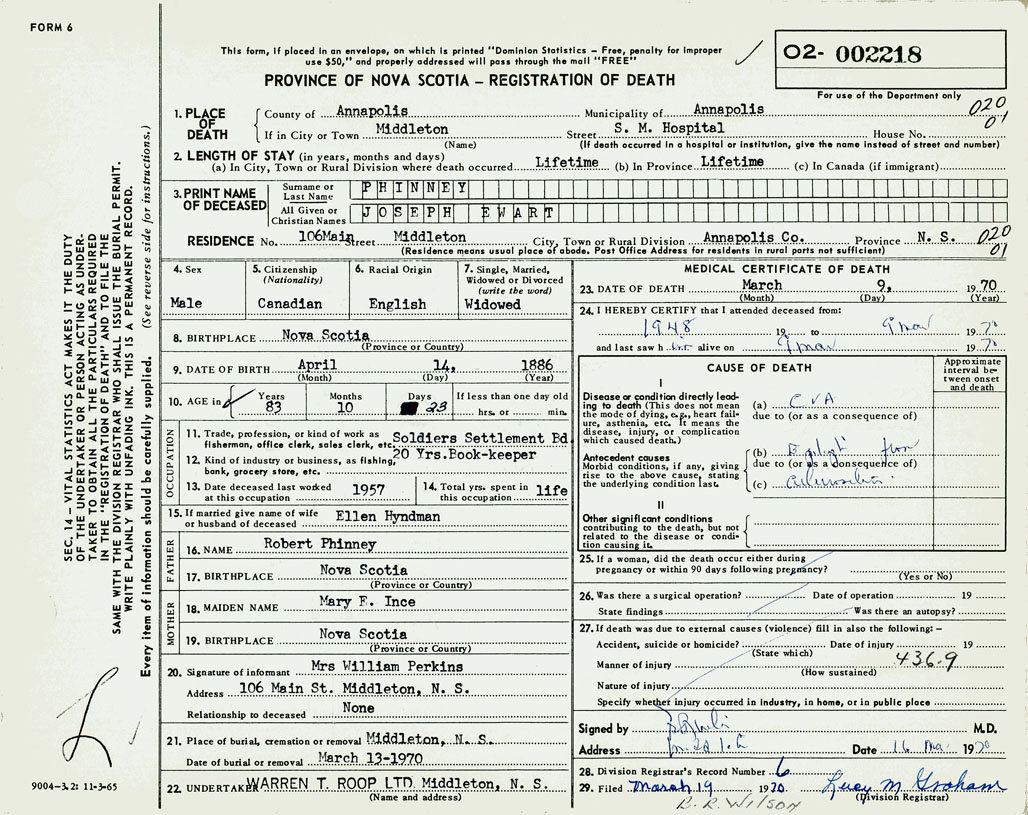 FORM 6
This form, if placed in an envelope, on which is printed "Dominion Statistics – Free, penalty for improper
use $50," and properly addressed will pass through the mail "FREE"
O2- 002218
PROVINCE OF NOVA SCOTIA – REGISTRATION OF DEATH
For use of the Department only
1. PLACE OF DEATH
County of Annapolis Municipality of Annapolis
020
01
If in City or Town Middleton Street S. M. Hospital House No.
(Name) (If death occurred in a hospital or institution, give the name instead of street and number)
2. LENGTH OF STAY (in years, months and days)
(a) In City, Town or Rural Division where death occurred Lifetime (b) In Province Lifetime (c) In Canada (if immigrant)
3. PRINT NAME OF DECEASED
Surname or Last Name PHINNEY
All Given or Christian Names JOSEPH EWART
RESIDENCE No. 106Main Street Middleton City, Town or Rural Division Annapolis Co. Province N. S. 020
01
(Residence means usual place of abode. Post Office Address for residents in rural parts not sufficient)
4. Sex
Male
5. Citizenship
(Nationality)
Canadian
6. Racial Origin
English
7. Single, Married,
Widowed or Divorced
(write the word)
Widowed
8. BIRTHPLACE Nova Scotia
(Province or Country)
9. DATE OF BIRTH April 14, 1886
(Month) (Day) (Year)
10. AGE in Years Months Days If less than one day old
83 10 23 hrs. or min.
OCCUPATION
11. Trade, profession, or kind of work as
fisherman, office clerk, sales clerk, etc. Soldiers Settlement Bd
12. Kind of industry or business, as fishing, 20 Yrs.Book-keeper
bank, grocery store, etc.
13. Date deceased last worked
at this occupation 1957
14. Total yrs. spent in
this occupation life
15. If married give name of wife
or husband of deceased Ellen Hyndman
FATHER
16. NAME Robert Phinney
17. BIRTHPLACE Nova Scotia
(Province or Country)
MOTHER
18. MAIDEN NAME Mary E. Ince
19. BIRTHPLACE Nova Scotia
(Province or Country)
20. Signature of informant Mrs William Perkins
Address 106 Main St. Middleton, N. S.
Relationship to deceased None
21. Place of burial, cremation or removal Middleton, N. S.
Date of burial or removal March 13-1970
22. UNDERTAKER WARREN T. ROOP LTD. Middleton, N. S.
(Name and address)
MEDICAL CERTIFICATE OF DEATH
23. DATE OF DEATH March 9, 1970
(Month) (Day) (Year)
24. I HEREBY CERTIFY that I attended deceased from:
1948 19 to 9 mar 1970
and last saw h im alive on 9 mar 1970
CAUSE OF DEATH
Approximate
interval be-
tween onset
and death
I
Disease or condition directly lead-
ing to death (This does not mean
the mode of dying, e.g., heart fail-
ure, asthenia, etc. It means the
disease, injury, or complication
which caused death.)
(a) CVA
due to (or as a consequence of)
Antecedent causes
Morbid conditions, if any, giving
rise to the above cause, stating
the underlying condition last.
(b)
due to (or as a consequence of)
(c)
II
Other significant conditions
contributing to the death, but not
related to the disease or condi-
tion causing it.
25. If a woman, did the death occur either during
pregnancy or within 90 days following pregnancy?
(Yes or No)
26. Was there a surgical operation? Date of operation 19
State findings Was there an autopsy?
27. If death was due to external causes (violence) fill in also the following: –
Accident, suicide or homicide? Date of injury 19
(State which)
Manner of injury 436.9
(How sustained)
Nature of injury
Specify whether injury occurred in industry, in home, or in public place
Signed by M.D.
Address Date 16 Mar 1970
28. Division Registrar's Record Number 6
29. Filed March 19 1970. Lucy M Graham
(Division Registrar)
B. R. WILSON
SEC. 14 – VITAL STATISTICS ACT MAKES IT THE DUTY
OF THE UNDERTAKER OR PERSON ACTING AS UNDER-
TAKER TO OBTAIN ALL THE PARTICULARS REQUIRED
IN THE "REGISTRATION OF DEATH" AND TO FILE THE
SAME WITH THE DIVISION REGISTRAR WHO SHALL ISSUE THE BURIAL PERMIT.
WRITE PLAINLY WITH UNFADING INK. THIS IS A PERMANENT RECORD.
Every item of information should be carefully supplied. (See reverse side for instructions.)
9004-3.2: 11-3-65